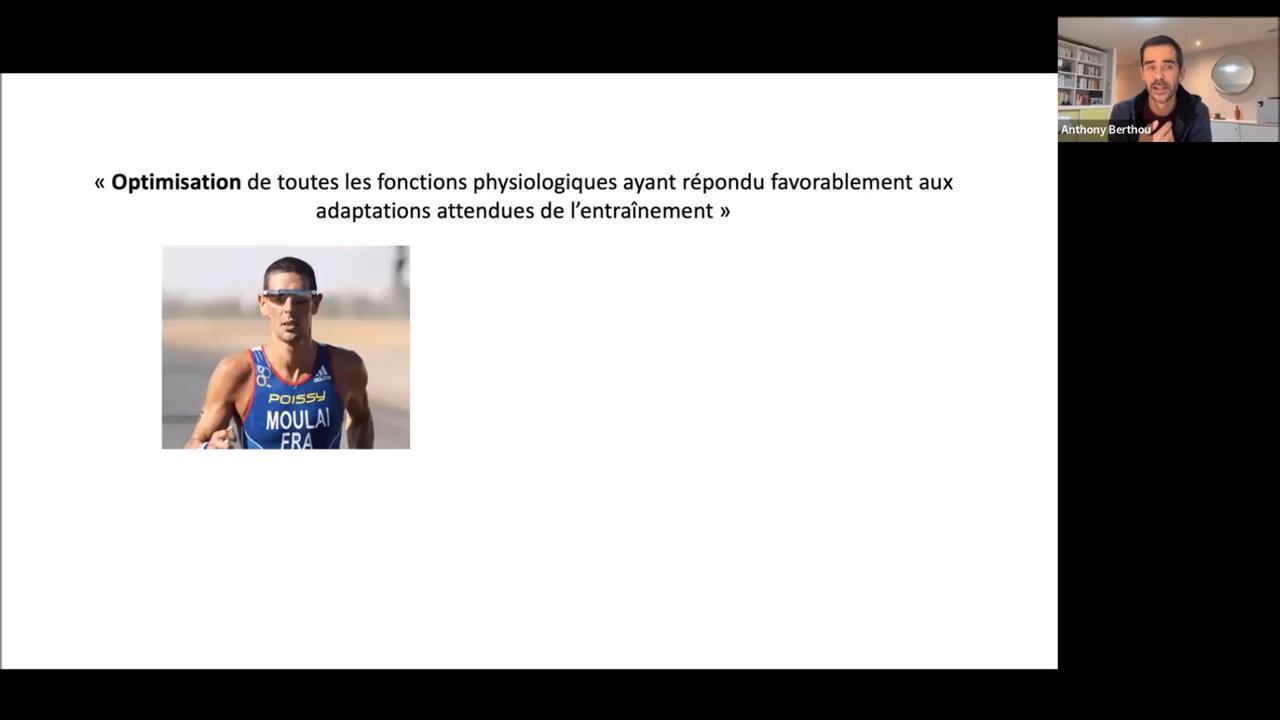 « Optimisation de toutes les fonctions physiologiques ayant répondu favorablement aux
adaptations attendues de l’entraînement »
adidas
POISSY
MOULAI
FRA
Anthony Berthou